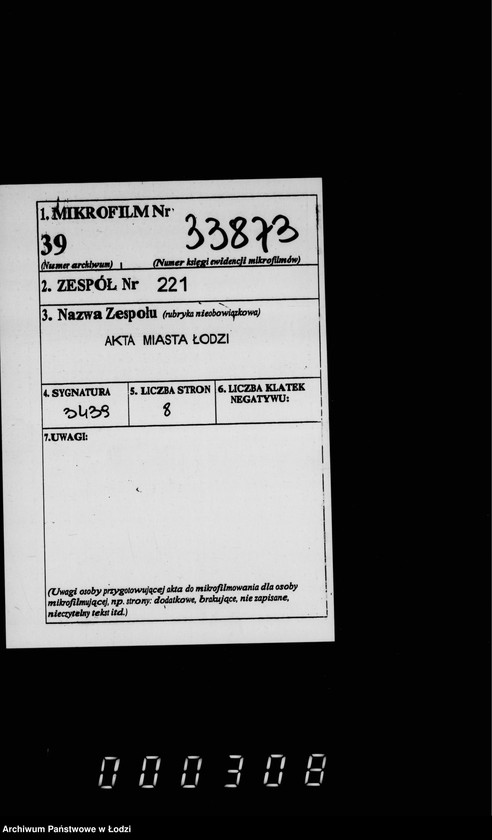 1. MIKROFILM Nr
39 33873
(Numer archiwum) (Numer księgi ewidencji mikrofilmów)
2. ZESPÓŁ Nr 221
3. Nazwa Zespołu (rubryka nieobowiązkowa)
AKTA MIASTA ŁODZI
4. SYGNATURA 5. LICZBA STRON 6. LICZBA KLATEK
NEGATYWU:
3439 8
7.UWAGI:
(Uwagi osoby przygotowującej akta do mikrofilmowania dla osoby
mikrofilmującej, np. strony: dodatkowe, brakujące, nie zapisane,
nieczytelny tekst itd.)
000308
Archiwum Państwowe w Łodzi